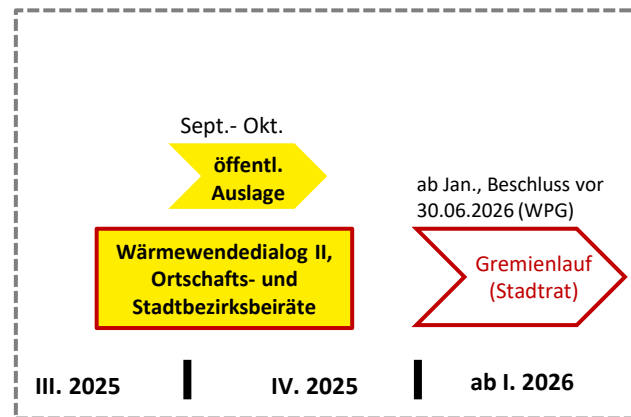 Sept.- Okt.
öffentl.
Auslage
ab Jan., Beschluss vor
30.06.2026 (WPG)
Wärmewendedialog II,
Ortschafts- und
Stadtbezirksbeiräte
Gremienlauf
(Stadtrat)
III. 2025
IV. 2025
ab I. 2026